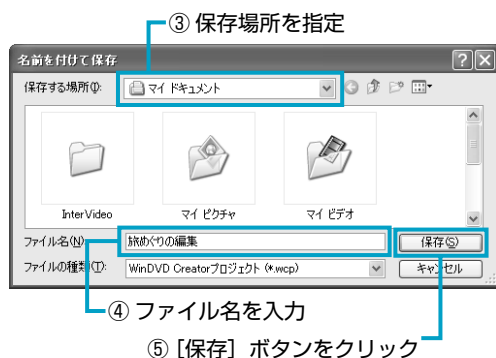 ③ 保存場所を指定
名前を付けて保存
保存する場所(I):
マイ ドキュメント
InterVideo
マイ ピクチャ
マイ ビデオ
ファイル名(N):
旅めぐりの編集
保存(S)
ファイルの種類(T):
WinDVD Creatorプロジェクト (*.wcp)
キャンセル
④ ファイル名を入力
⑤ [保存] ボタンをクリック